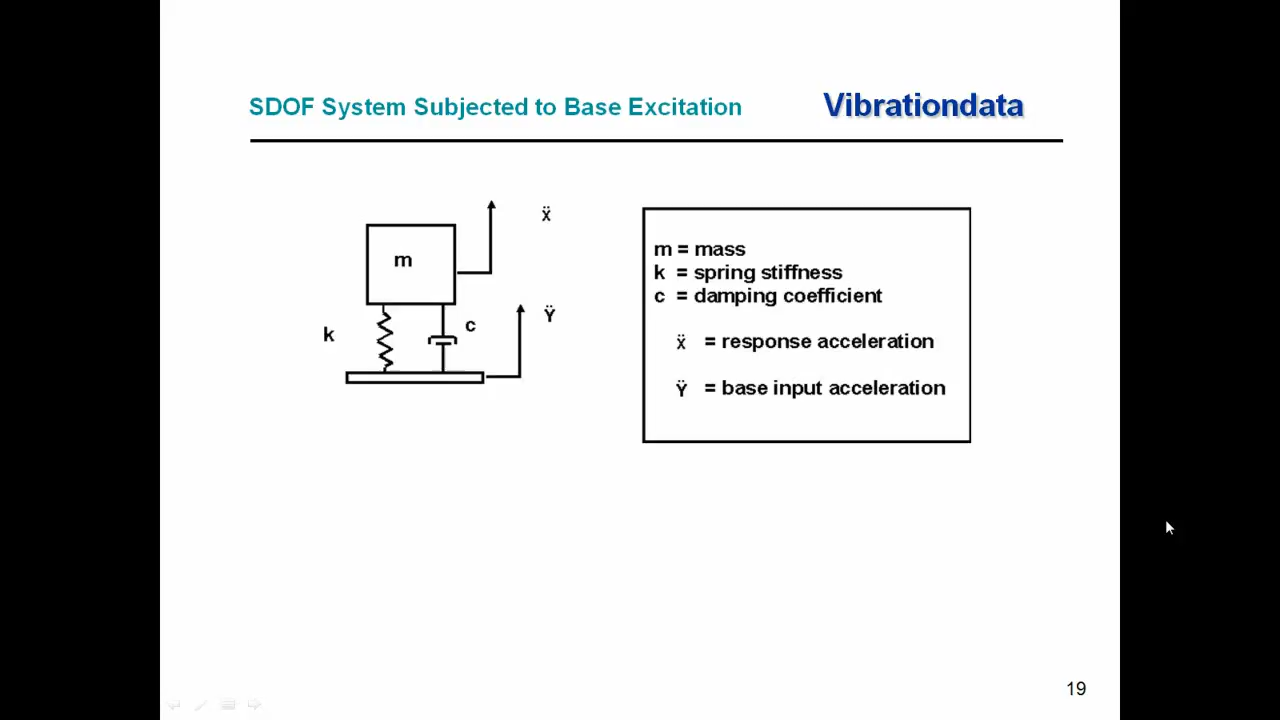 SDOF System Subjected to Base Excitation
Vibrationdata
ẍ
m
Ÿ
c
k
m = mass
k = spring stiffness
c = damping coefficient
ẍ = response acceleration
Ÿ = base input acceleration
19